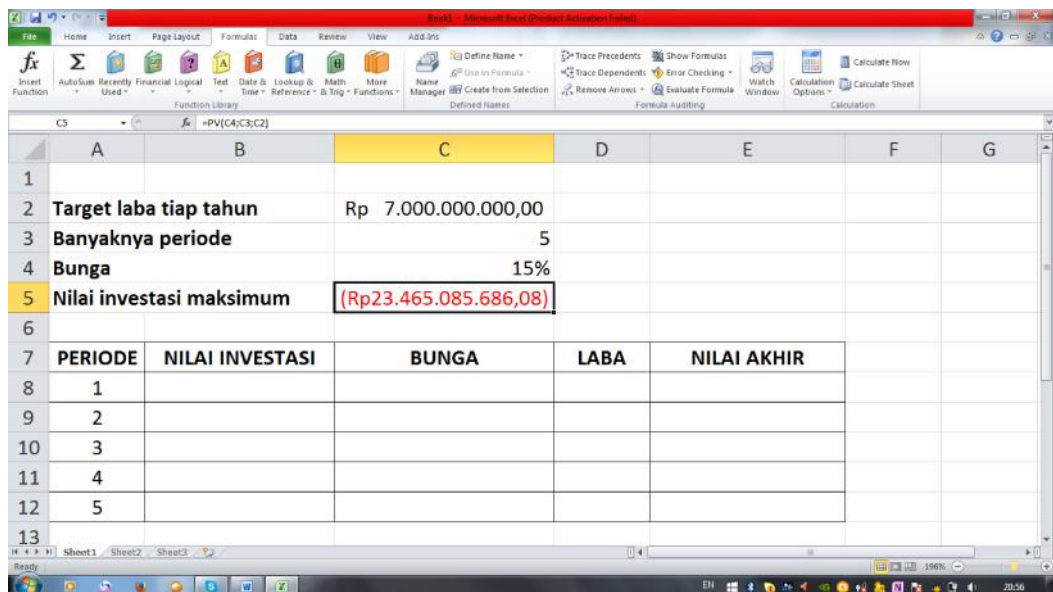 Book1 - Microsoft Excel (Product Activation Failed)
File Home Insert Page Layout Formulas Data Review View Add-Ins
Insert Function
AutoSum
Recently Used
Financial
Logical
Text
Date & Time
Lookup & Reference
Math & Trig
More Functions
Function Library
Name Manager
Define Name
Use in Formula
Create from Selection
Defined Names
Trace Precedents
Trace Dependents
Remove Arrows
Show Formulas
Error Checking
Evaluate Formula
Watch Window
Formula Auditing
Calculation Options
Calculate Now
Calculate Sheet
Calculation
C5 fx =PV(C4;C3;C2)
A B C D E F G
1
2 Target laba tiap tahun Rp 7.000.000.000,00
3 Banyaknya periode 5
4 Bunga 15%
5 Nilai investasi maksimum (Rp23.465.085.686,08)
6
7 PERIODE NILAI INVESTASI BUNGA LABA NILAI AKHIR
8 1
9 2
10 3
11 4
12 5
13
Sheet1 Sheet2 Sheet3
Ready 196%
EN 20:56